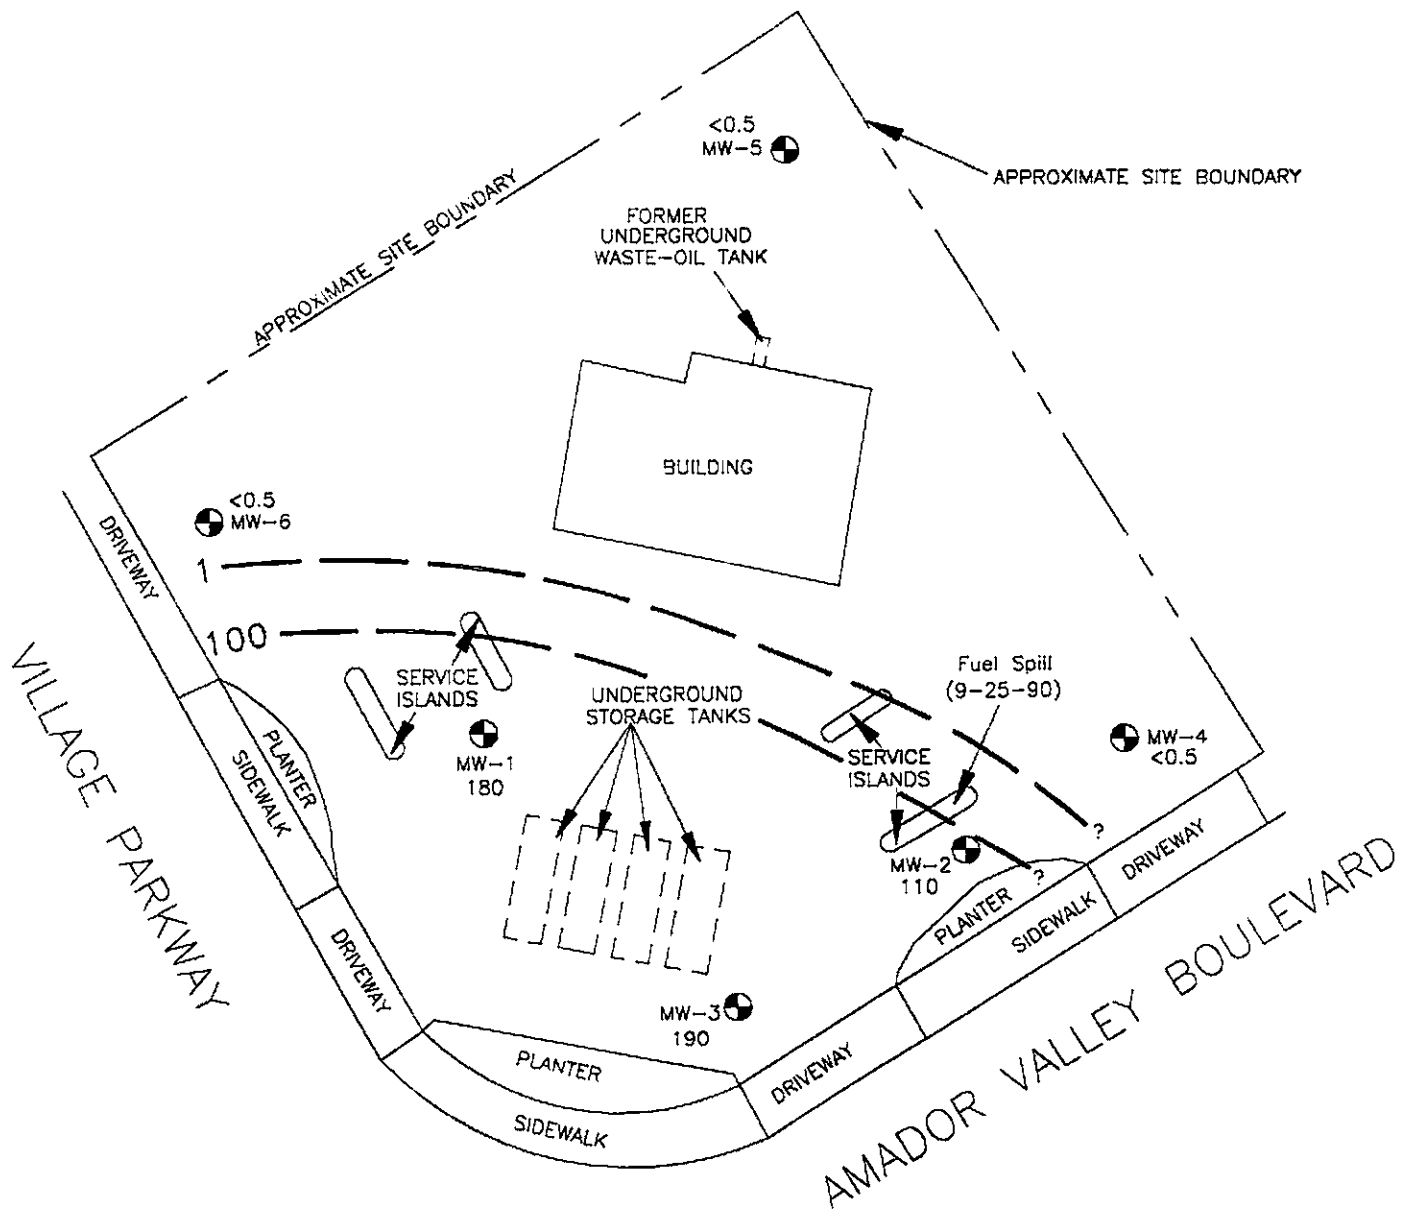 <0.5
MW-5
APPROXIMATE SITE BOUNDARY
APPROXIMATE SITE BOUNDARY
FORMER
UNDERGROUND
WASTE-OIL TANK
BUILDING
<0.5
MW-6
DRIVEWAY
1
100
SERVICE
ISLANDS
UNDERGROUND
STORAGE TANKS
Fuel Spill
(9-25-90)
MW-4
<0.5
SERVICE
ISLANDS
MW-1
180
PLANTER
SIDEWALK
VILLAGE PARKWAY
?
MW-2
110
?
DRIVEWAY
PLANTER
SIDEWALK
DRIVEWAY
MW-3
190
PLANTER
SIDEWALK
DRIVEWAY
AMADOR VALLEY BOULEVARD